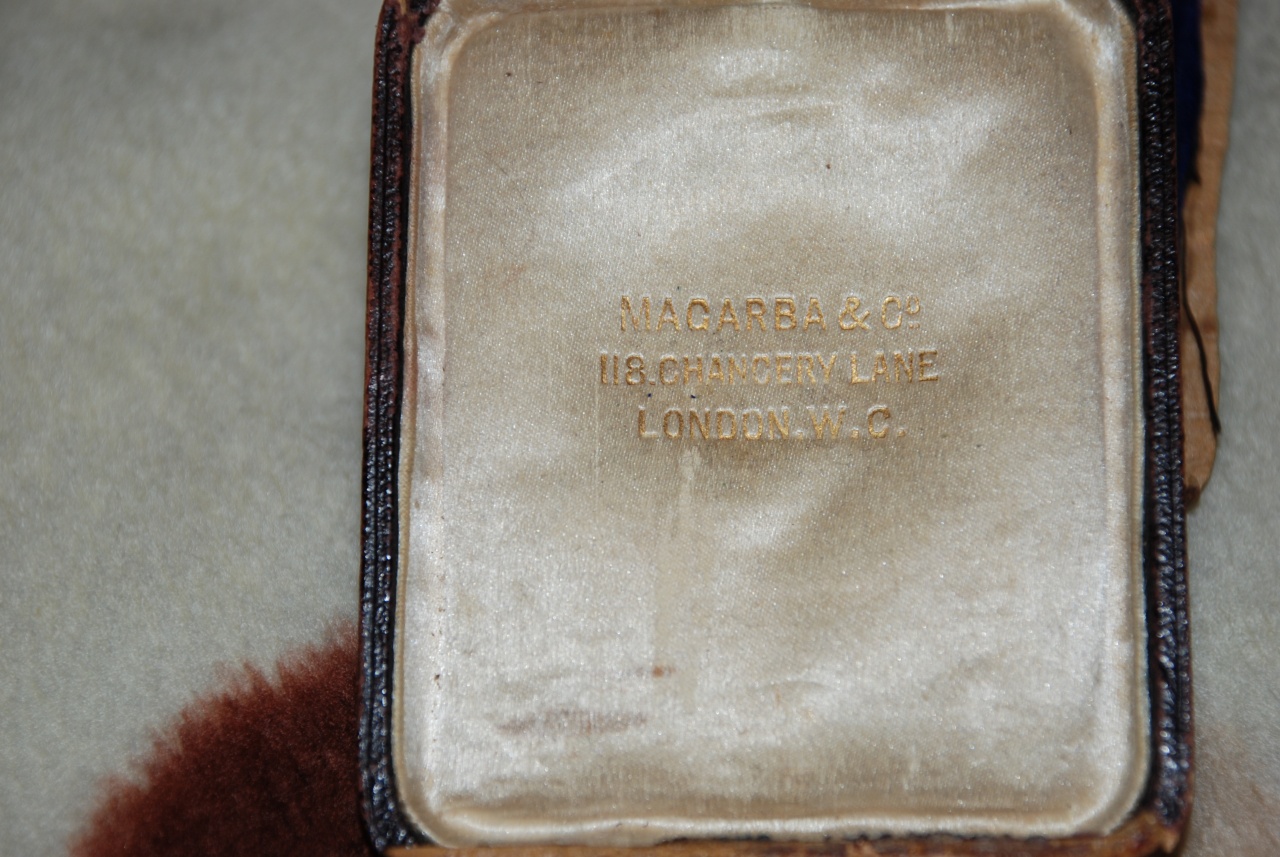 MACARBA & Co
118. CHANCERY LANE
LONDON. W. C.